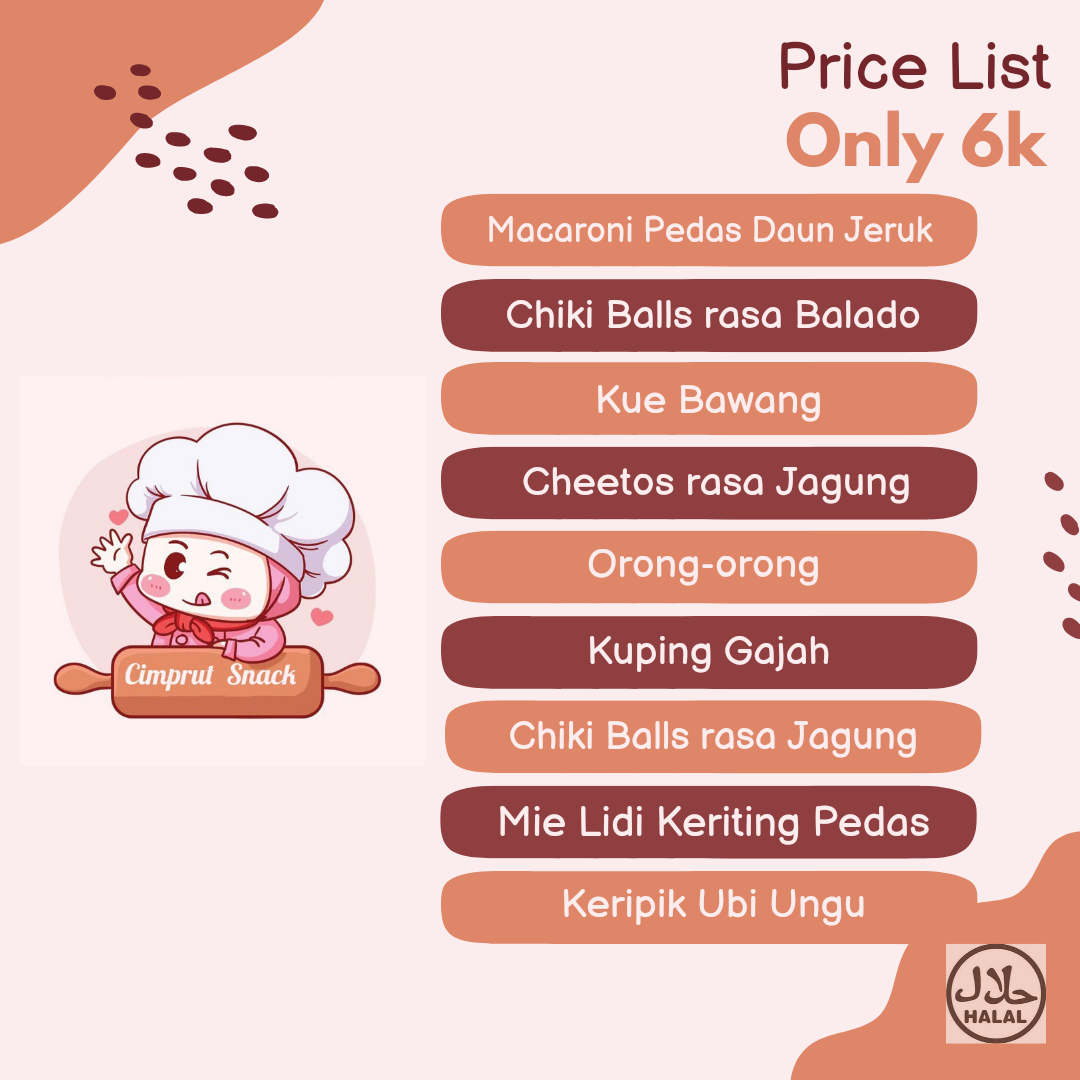 Price List
Only 6k
Macaroni Pedas Daun Jeruk
Chiki Balls rasa Balado
Kue Bawang
Cheetos rasa Jagung
Orong-orong
Kuping Gajah
Chiki Balls rasa Jagung
Mie Lidi Keriting Pedas
Keripik Ubi Ungu
Cimprut Snack
حلال
HALAL